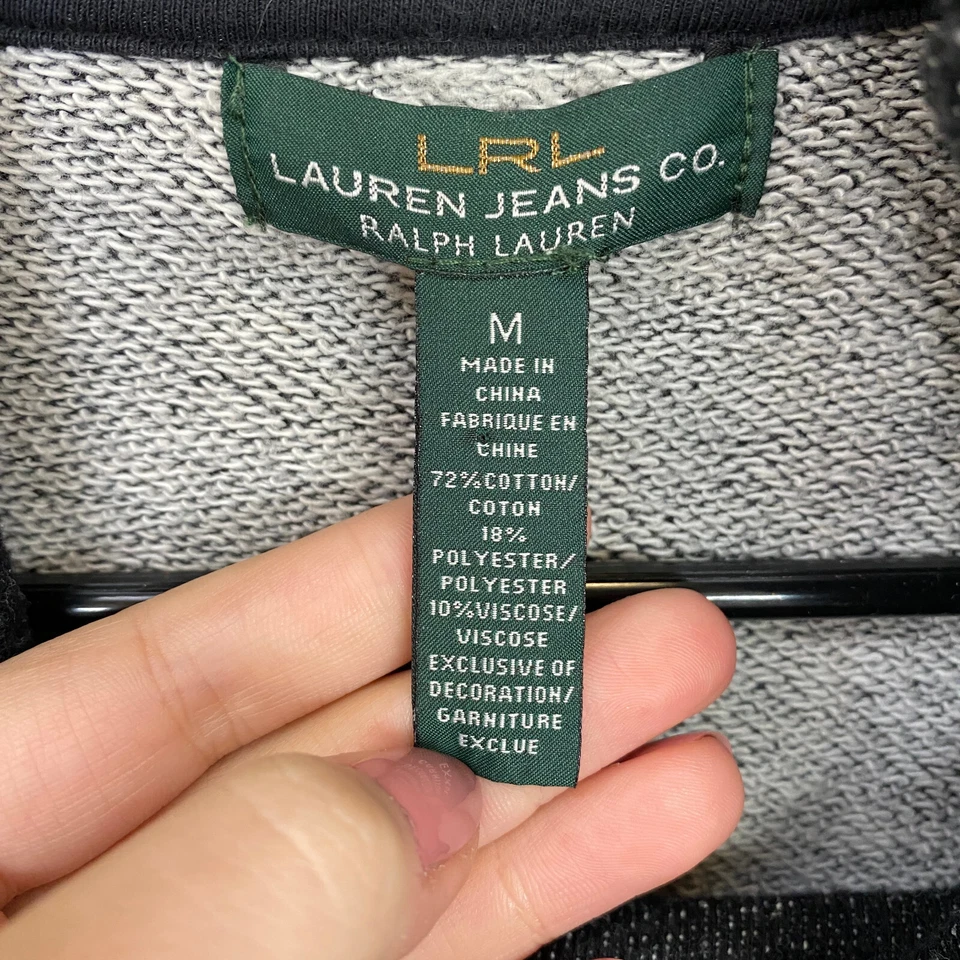 LRL
LAUREN JEANS CO.
RALPH LAUREN
M
MADE IN
CHINA
FABRIQUE EN
CHINE
72%COTTON/
COTON
18%
POLYESTER/
POLYESTER
10%VISCOSE/
VISCOSE
EXCLUSIVE OF
DECORATION/
GARNITURE
EXCLUE